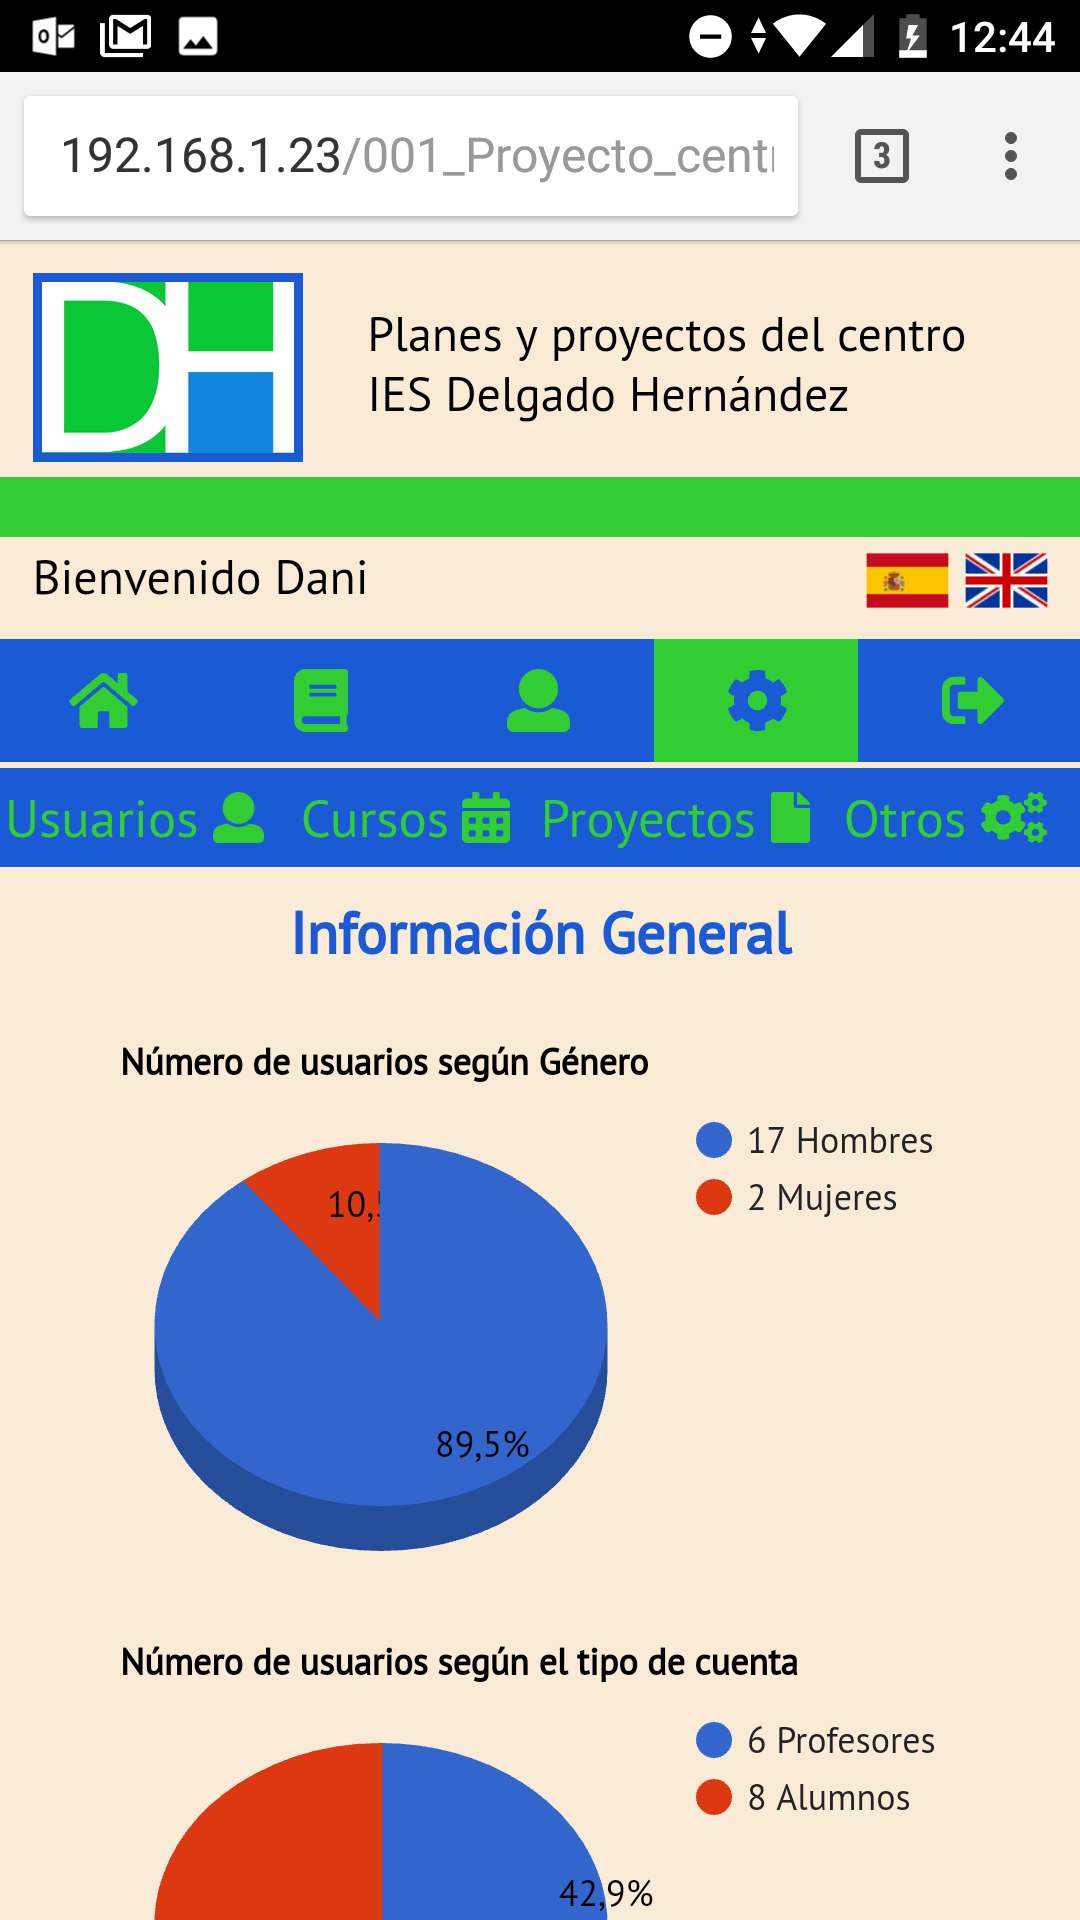 12:44
192.168.1.23/001_Proyecto_cent
3
DH
Planes y proyectos del centro
IES Delgado Hernández
Bienvenido Dani
Usuarios Cursos Proyectos Otros
Información General
Número de usuarios según Género
17 Hombres
2 Mujeres
10,5
89,5%
Número de usuarios según el tipo de cuenta
6 Profesores
8 Alumnos
42,9%